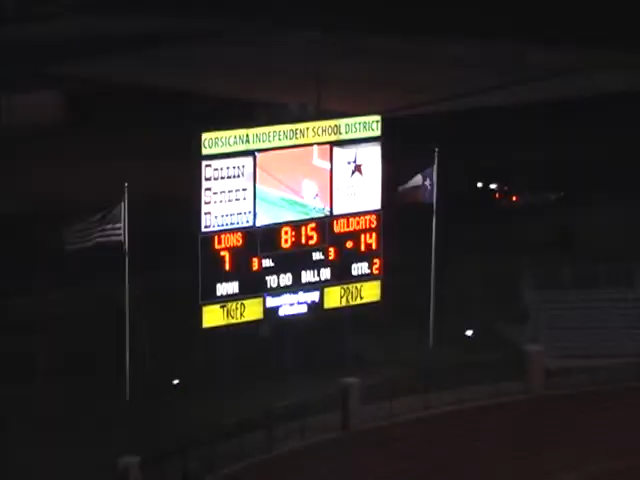 CORSICANA INDEPENDENT SCHOOL DISTRICT
COLLIN
STREET
BAKERY
LIONS 8:15 WILDCATS
7 3 T.O.L. T.O.L. 3 14
DOWN TO GO BALL ON QTR. 2
TIGER PRIDE